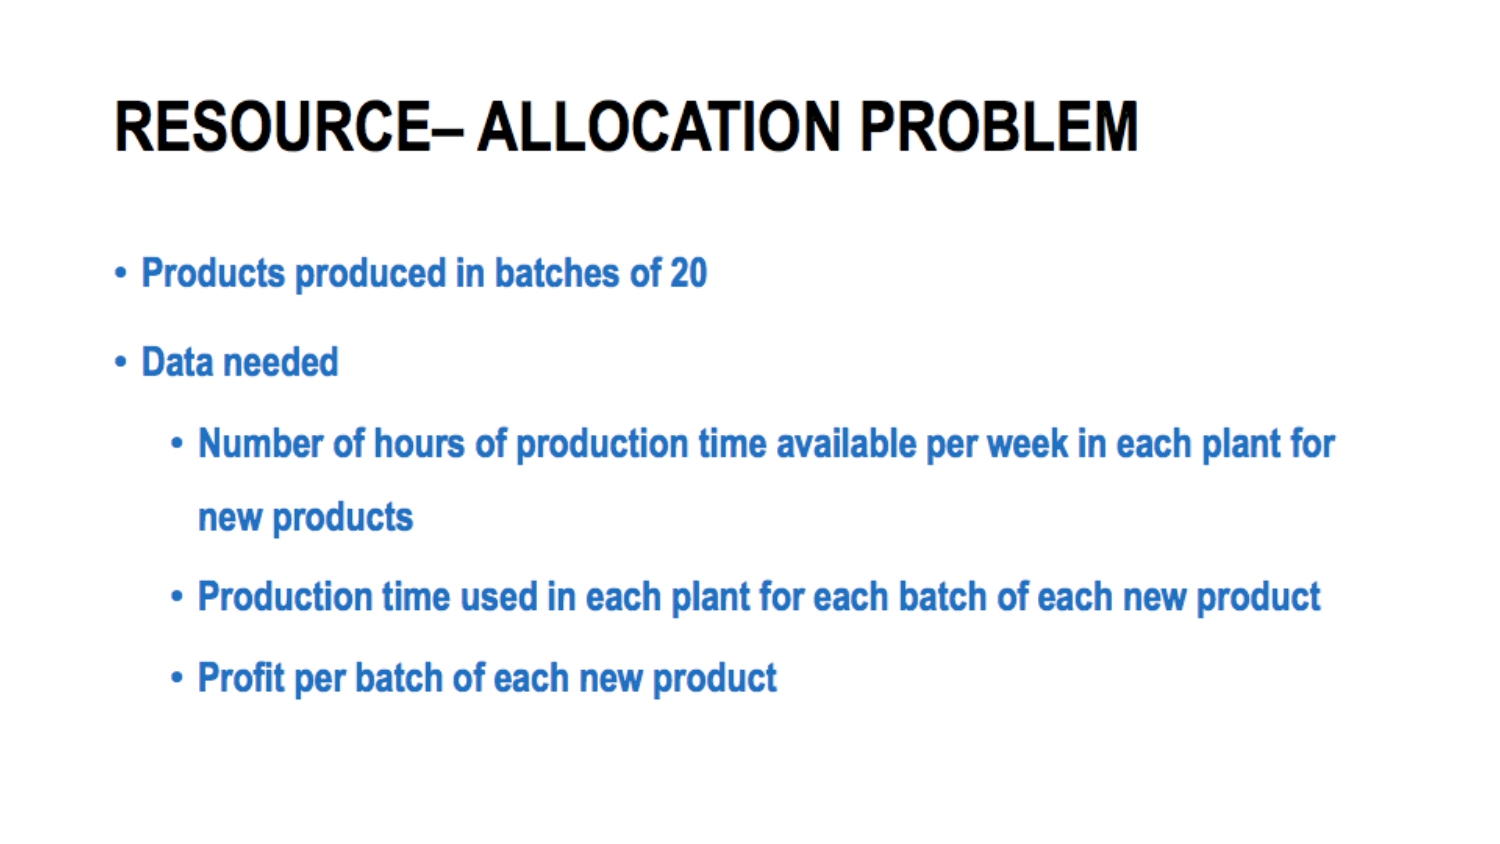 RESOURCE– ALLOCATION PROBLEM
• Products produced in batches of 20
• Data needed
• Number of hours of production time available per week in each plant for
new products
• Production time used in each plant for each batch of each new product
• Profit per batch of each new product